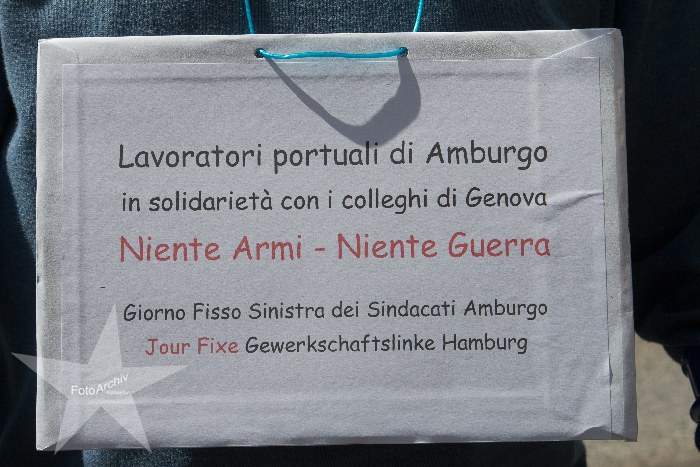 Lavoratori portuali di Amburgo
in solidarietà con i colleghi di Genova
Niente Armi - Niente Guerra
Giorno Fisso Sinistra dei Sindacati Amburgo
Jour Fixe Gewerkschaftslinke Hamburg
FotoArchiv